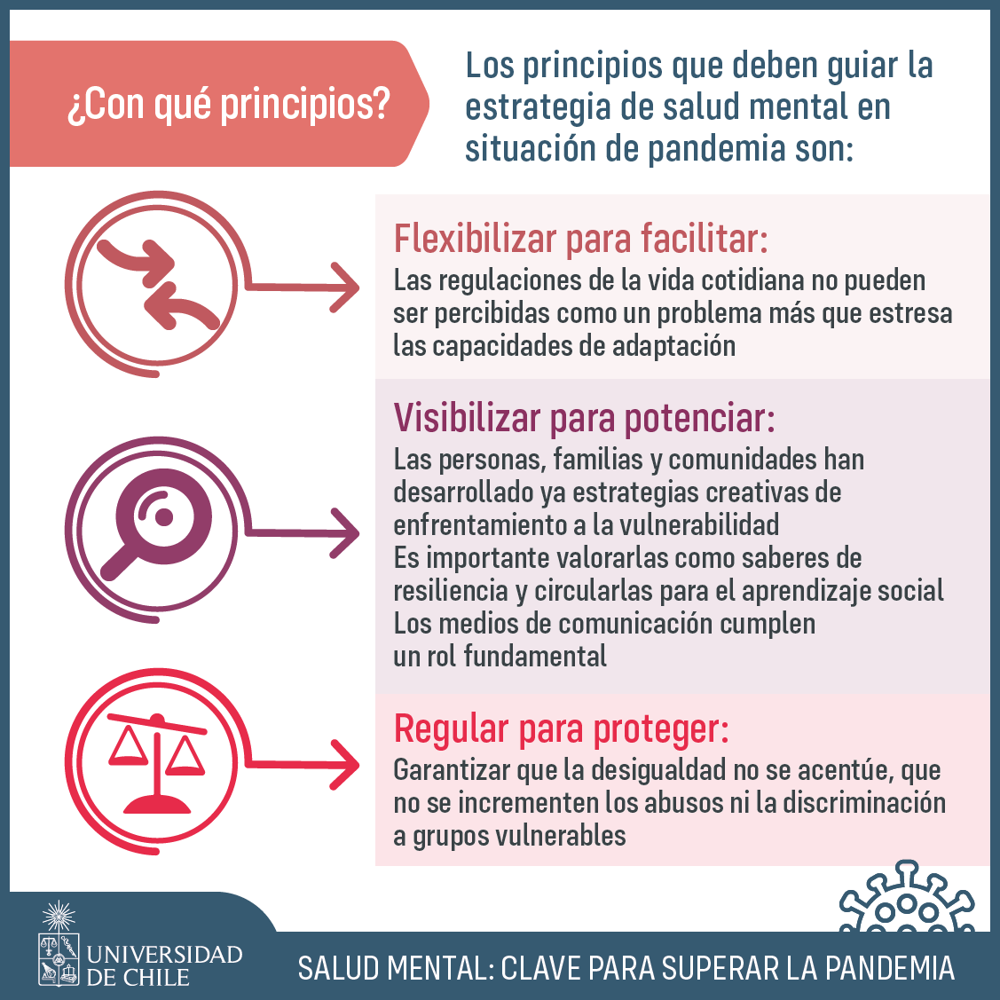 ¿Con qué principios?
Los principios que deben guiar la
estrategia de salud mental en
situación de pandemia son:
Flexibilizar para facilitar:
Las regulaciones de la vida cotidiana no pueden
ser percibidas como un problema más que estresa
las capacidades de adaptación
Visibilizar para potenciar:
Las personas, familias y comunidades han
desarrollado ya estrategias creativas de
enfrentamiento a la vulnerabilidad
Es importante valorarlas como saberes de
resiliencia y circularlas para el aprendizaje social
Los medios de comunicación cumplen
un rol fundamental
Regular para proteger:
Garantizar que la desigualdad no se acentúe, que
no se incrementen los abusos ni la discriminación
a grupos vulnerables
UNIVERSIDAD
DE CHILE
SALUD MENTAL: CLAVE PARA SUPERAR LA PANDEMIA